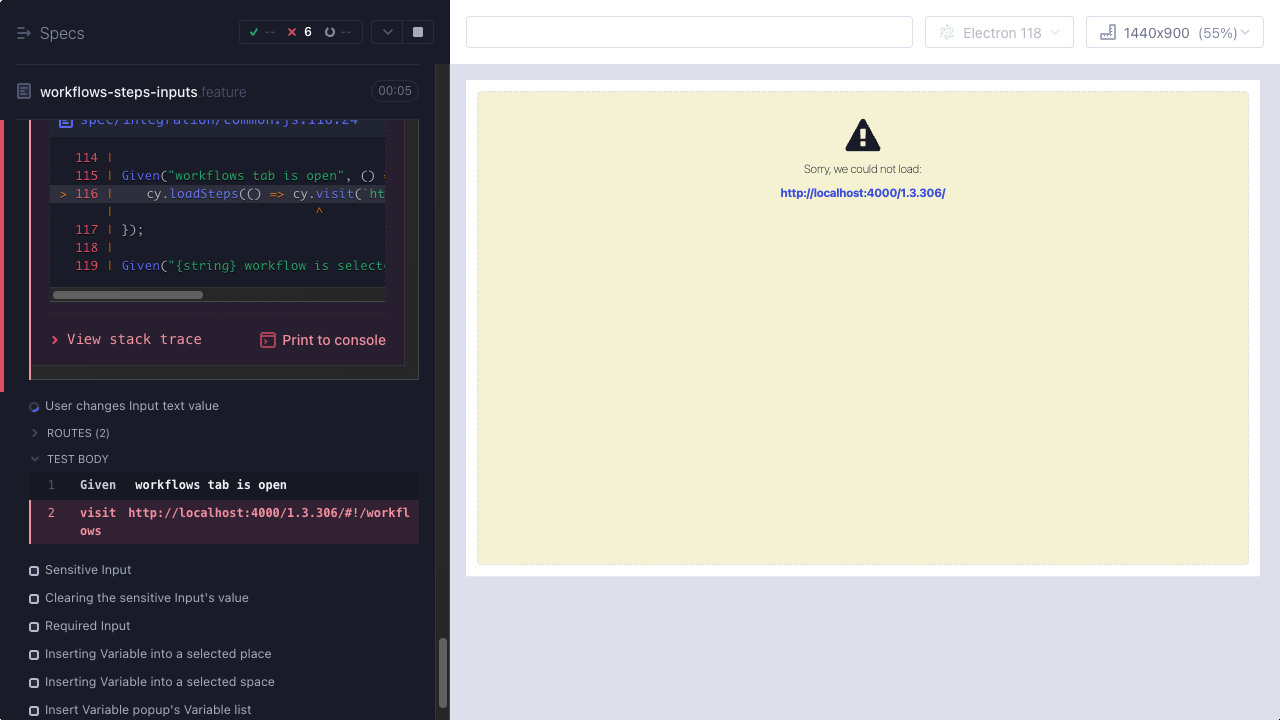 Specs
-- 6 --
workflows-steps-inputs.feature 00:05
spec/integration/common.js:116:24
114 |
115 | Given("workflows tab is open", () =
> 116 |    cy.loadSteps(() => cy.visit(`ht
|                          ^
117 | });
118 |
119 | Given("{string} workflow is selecte
View stack trace
Print to console
User changes Input text value
ROUTES (2)
TEST BODY
1 Given workflows tab is open
2 visit http://localhost:4000/1.3.306/#!/workfl
ows
Sensitive Input
Clearing the sensitive Input's value
Required Input
Inserting Variable into a selected place
Inserting Variable into a selected space
Insert Variable popup's Variable list
Electron 118
1440x900 (55%)
Sorry, we could not load:
http://localhost:4000/1.3.306/